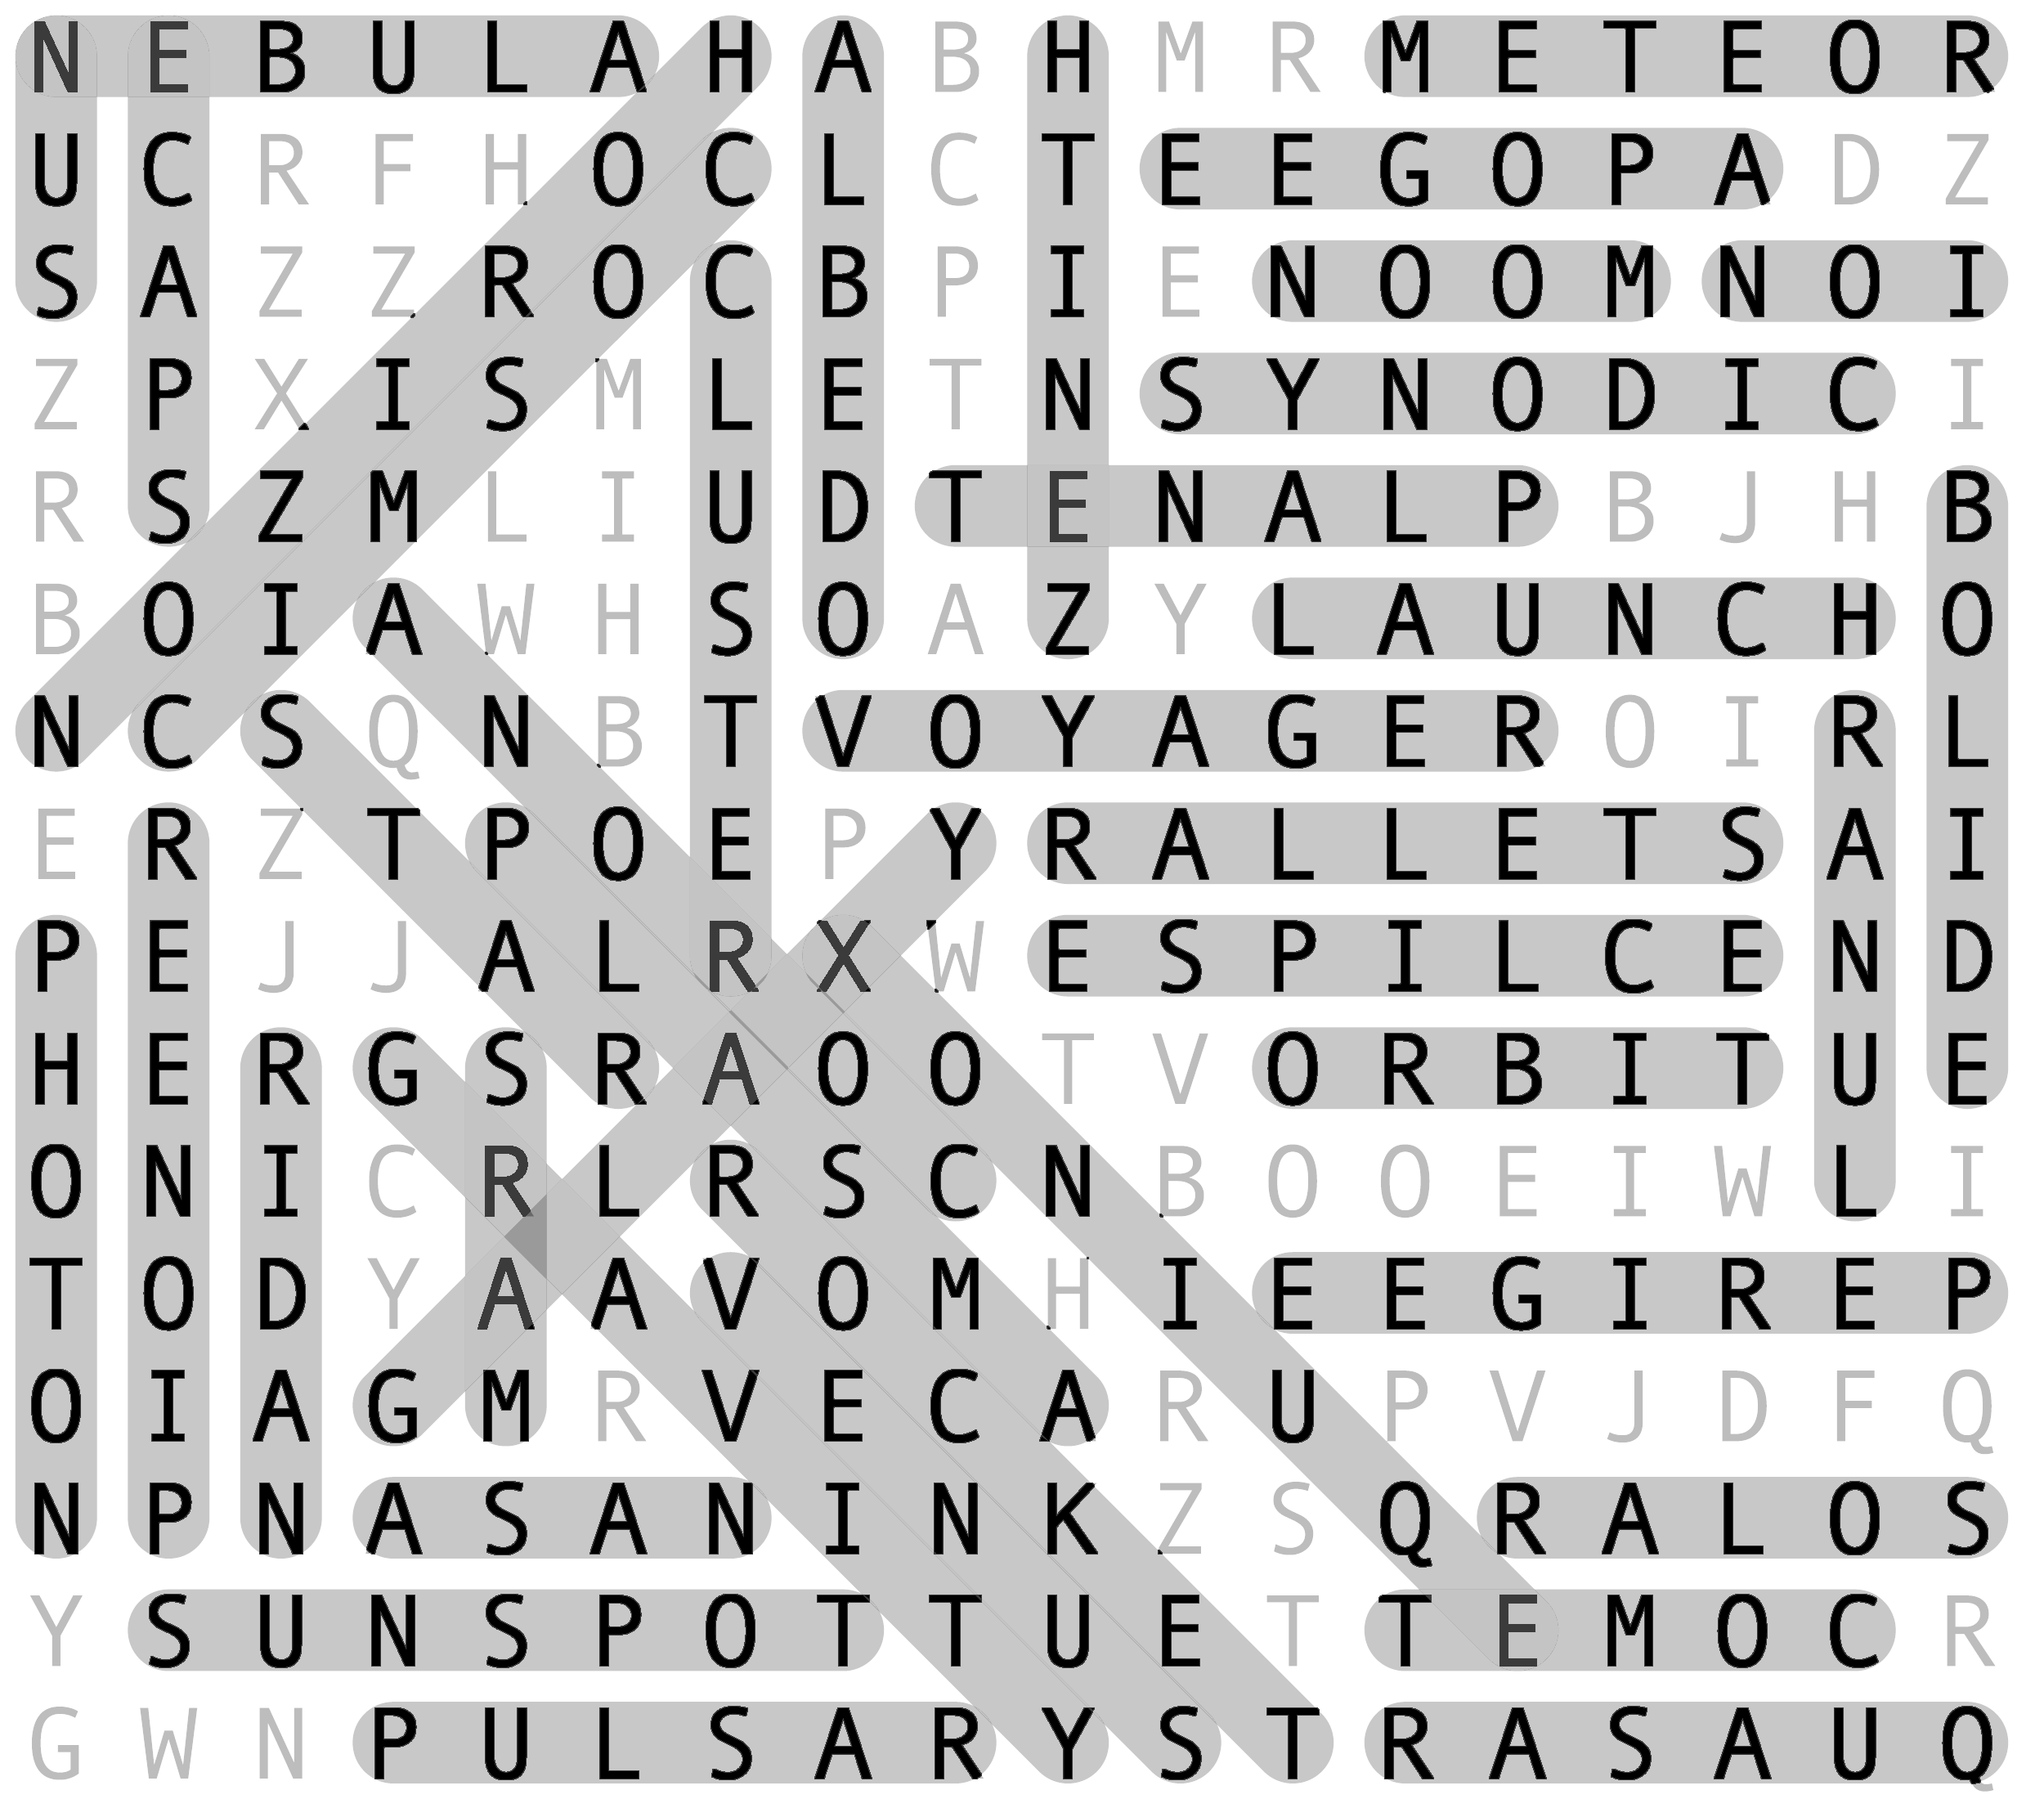 N E B U L A H A B H M R M E T E O R
U C R F H O C L C T E E G O P A D Z
S A Z Z R O C B P I E N O O M N O I
Z P X I S M L E T N S Y N O D I C I
R S Z M L I U D T E N A L P B J H B
B O I A W H S O A Z Y L A U N C H O
N C S Q N B T V O Y A G E R O I R L
E R Z T P O E P Y R A L L E T S A I
P E J J A L R X W E S P I L C E N D
H E R G S R A O O T V O R B I T U E
O N I C R L R S C N B O O E I W L I
T O D Y A A V O M H I E E G I R E P
O I A G M R V E C A R U P V J D F Q
N P N A S A N I N K Z S Q R A L O S
Y S U N S P O T T U E T T E M O C R
G W N P U L S A R Y S T R A S A U Q